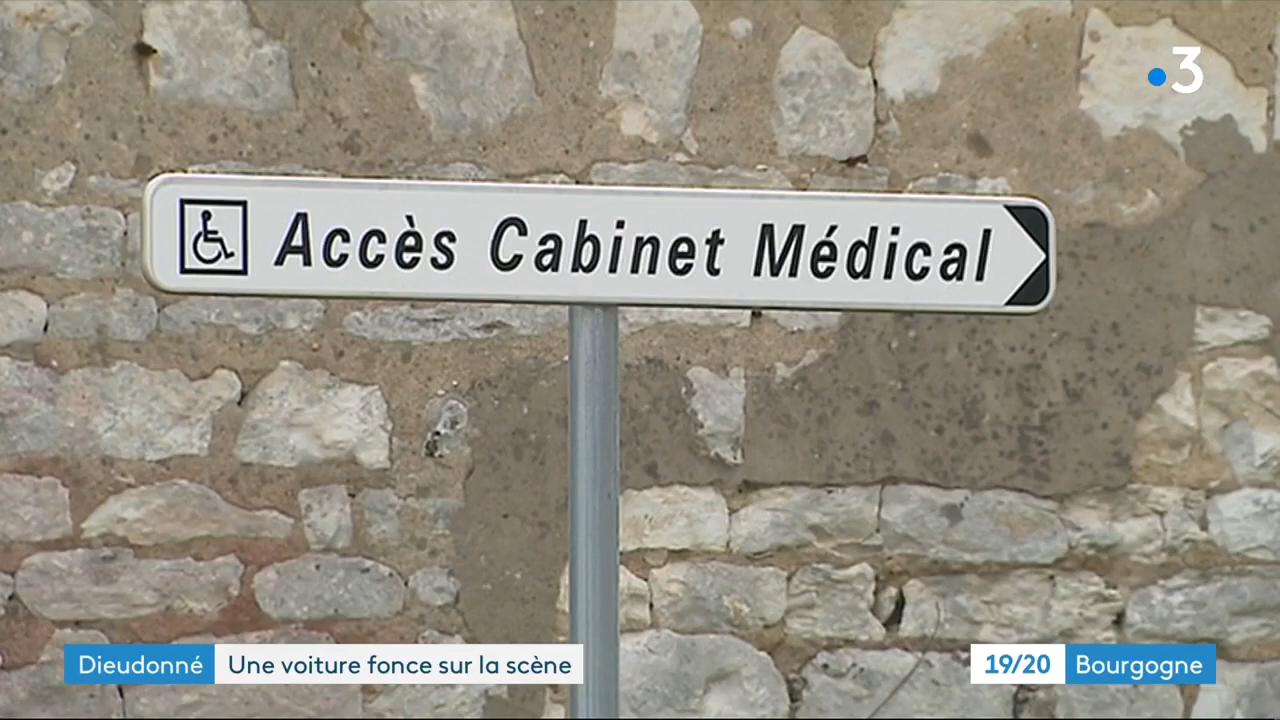 3
Accès Cabinet Médical
Dieudonné Une voiture fonce sur la scène
19/20 Bourgogne